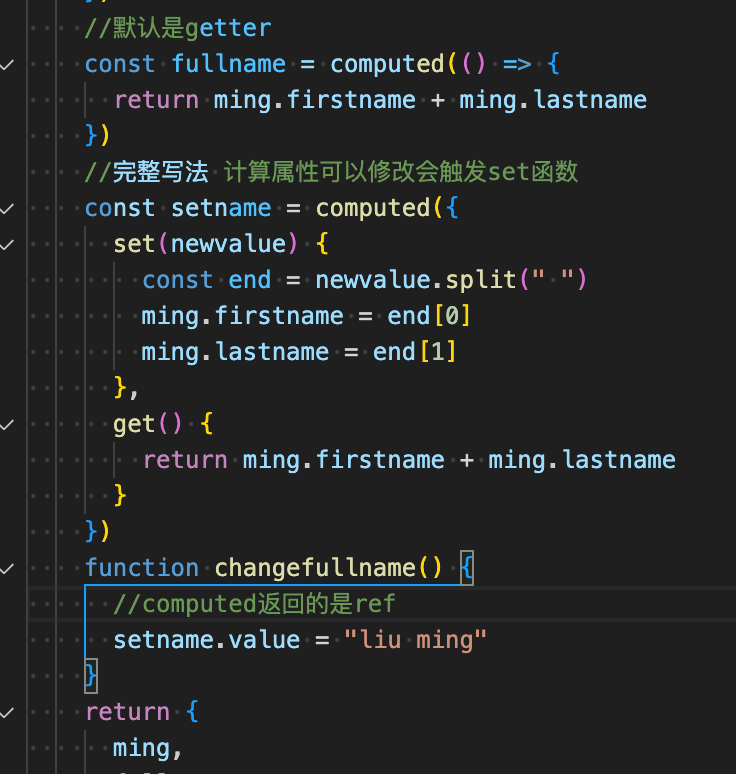 //默认是getter
const fullname = computed(() => {
return ming.firstname + ming.lastname
})
//完整写法 计算属性可以修改会触发set函数
const setname = computed({
set(newvalue) {
const end = newvalue.split(" ")
ming.firstname = end[0]
ming.lastname = end[1]
},
get() {
return ming.firstname + ming.lastname
}
})
function changefullname() {
//computed返回的是ref
setname.value = "liu ming"
}
return {
ming,